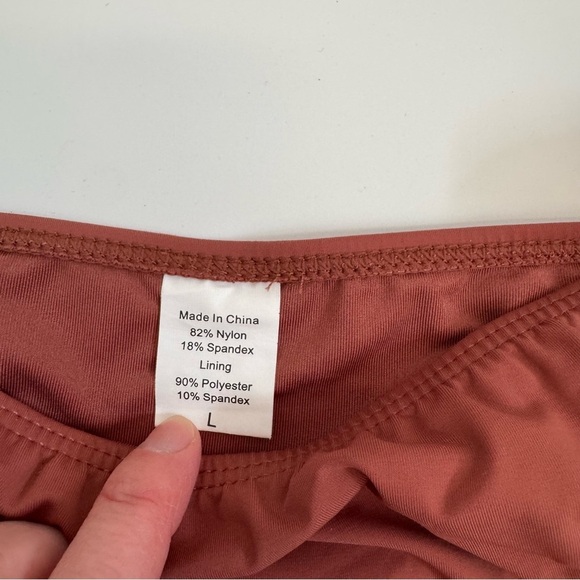 Made In China
82% Nylon
18% Spandex
Lining
90% Polyester
10% Spandex
L